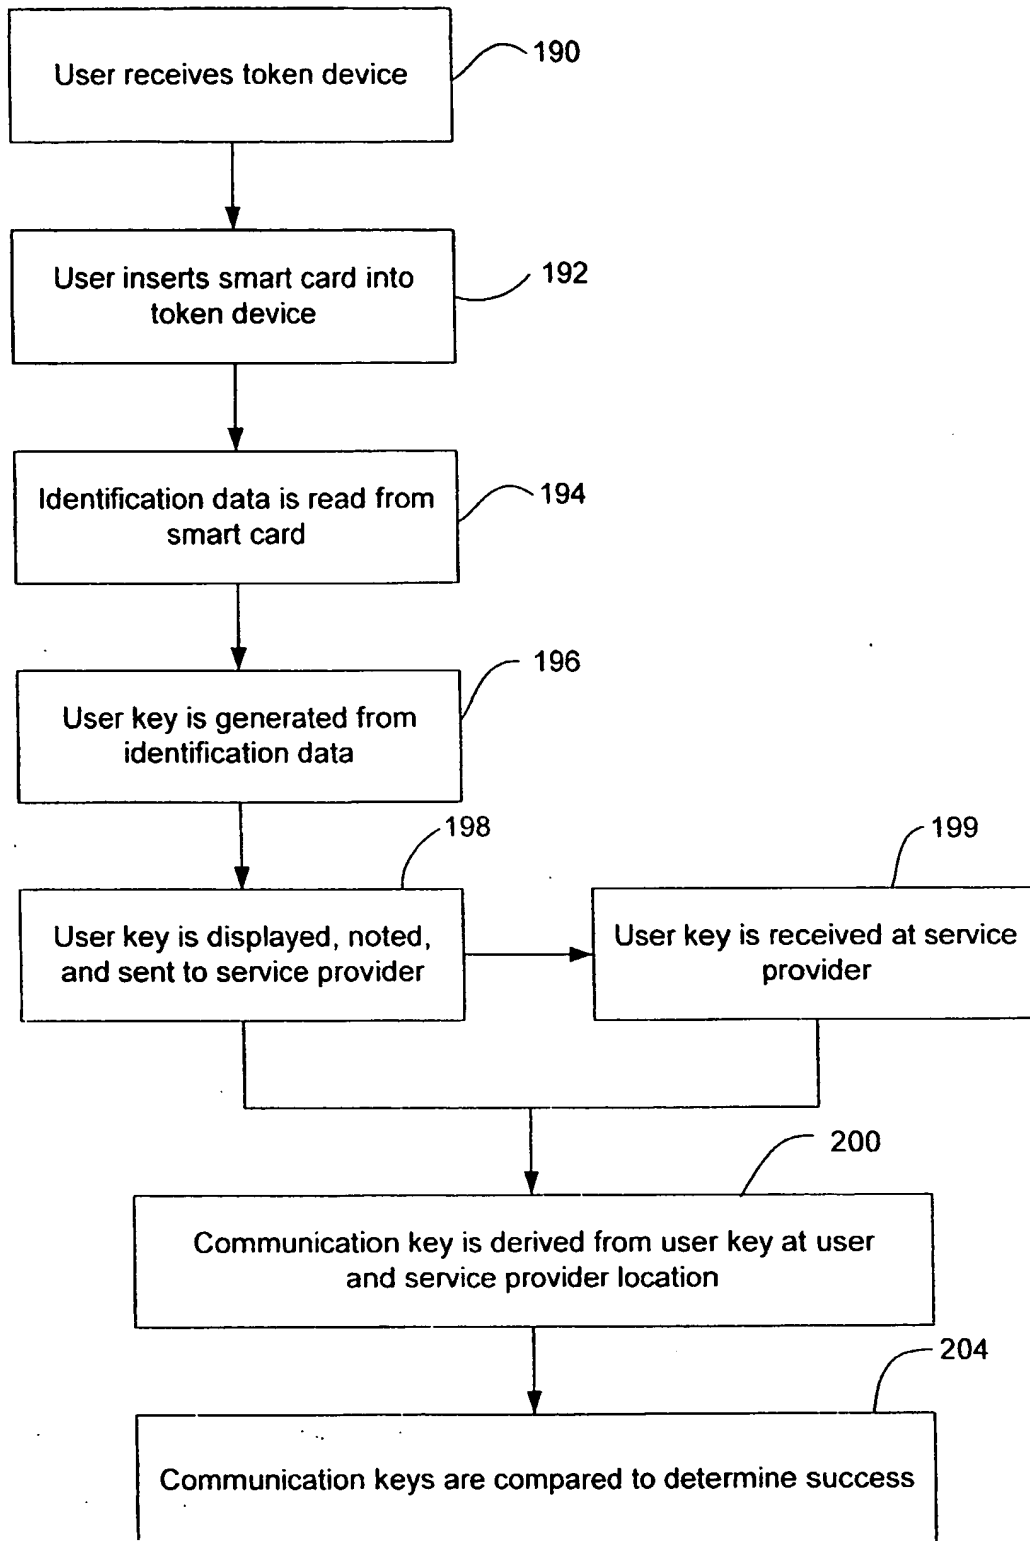 User receives token device
190
User inserts smart card into
token device
192
Identification data is read from
smart card
194
User key is generated from
identification data
196
User key is displayed, noted,
and sent to service provider
198
User key is received at service
provider
199
Communication key is derived from user key at user
and service provider location
200
Communication keys are compared to determine success
204